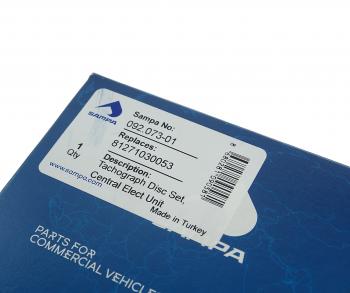 SAMPA
Sampa No:
092.073-01
Replaces:
81271030053
Description:
Tachograph Disc Set,
Central Elect Unit
1
Qty
www.sampa.com
Made in Turkey
SAMPA
PARTS FOR
COMMERCIAL VEHICLE